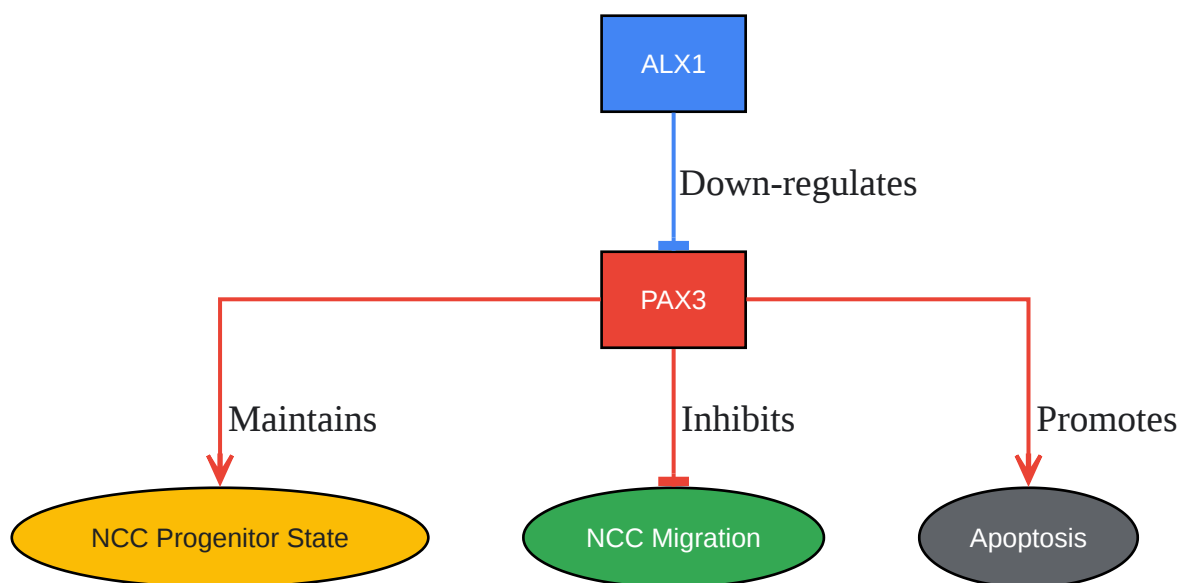 ALX1
Down-regulates
PAX3
Maintains
Inhibits
Promotes
NCC Progenitor State
NCC Migration
Apoptosis